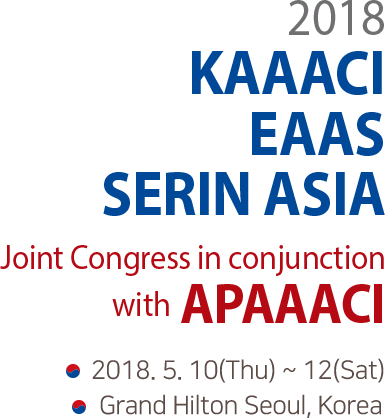 2018
KAAACI
EAAS
SERIN ASIA
Joint Congress in conjunction
with APAAACI
2018. 5. 10(Thu) ~ 12(Sat)
Grand Hilton Seoul, Korea